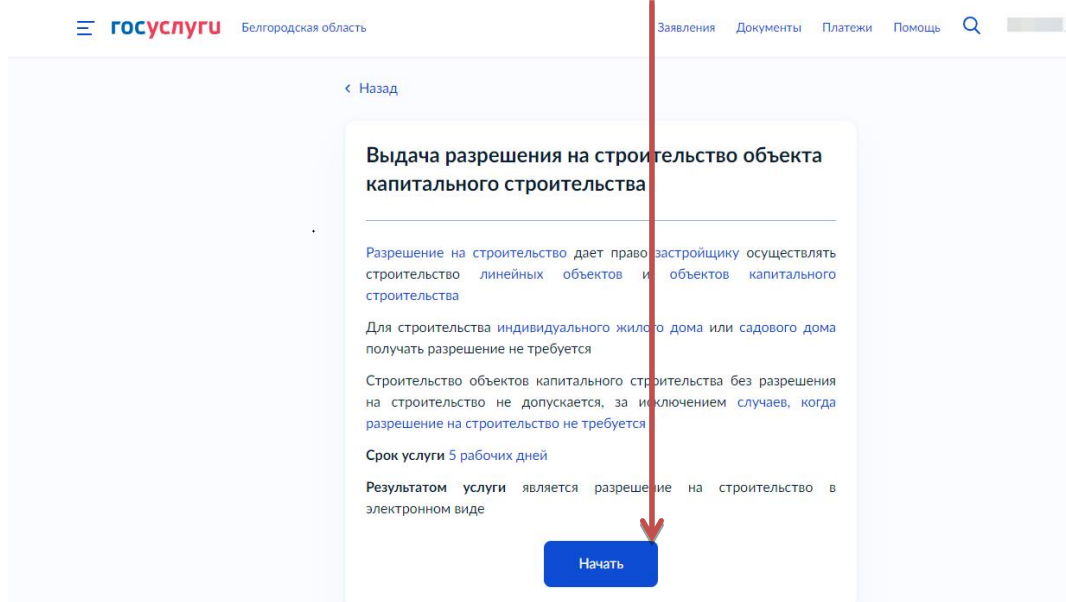 госуслуги Белгородская область Заявления Документы Платежи Помощь
Назад
Выдача разрешения на строительство объекта
капитального строительства
Разрешение на строительство дает право застройщику осуществлять
строительство линейных объектов и объектов капитального
строительства
Для строительства индивидуального жилого дома или садового дома
получать разрешение не требуется
Строительство объектов капитального строительства без разрешения
на строительство не допускается, за исключением случаев, когда
разрешение на строительство не требуется
Срок услуги 5 рабочих дней
Результатом услуги является разрешение на строительство в
электронном виде
Начать